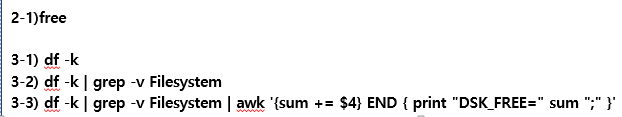 2-1)free
3-1) df -k
3-2) df -k | grep -v Filesystem
3-3) df -k | grep -v Filesystem | awk '{sum += $4} END { print "DSK_FREE=" sum ";" }'